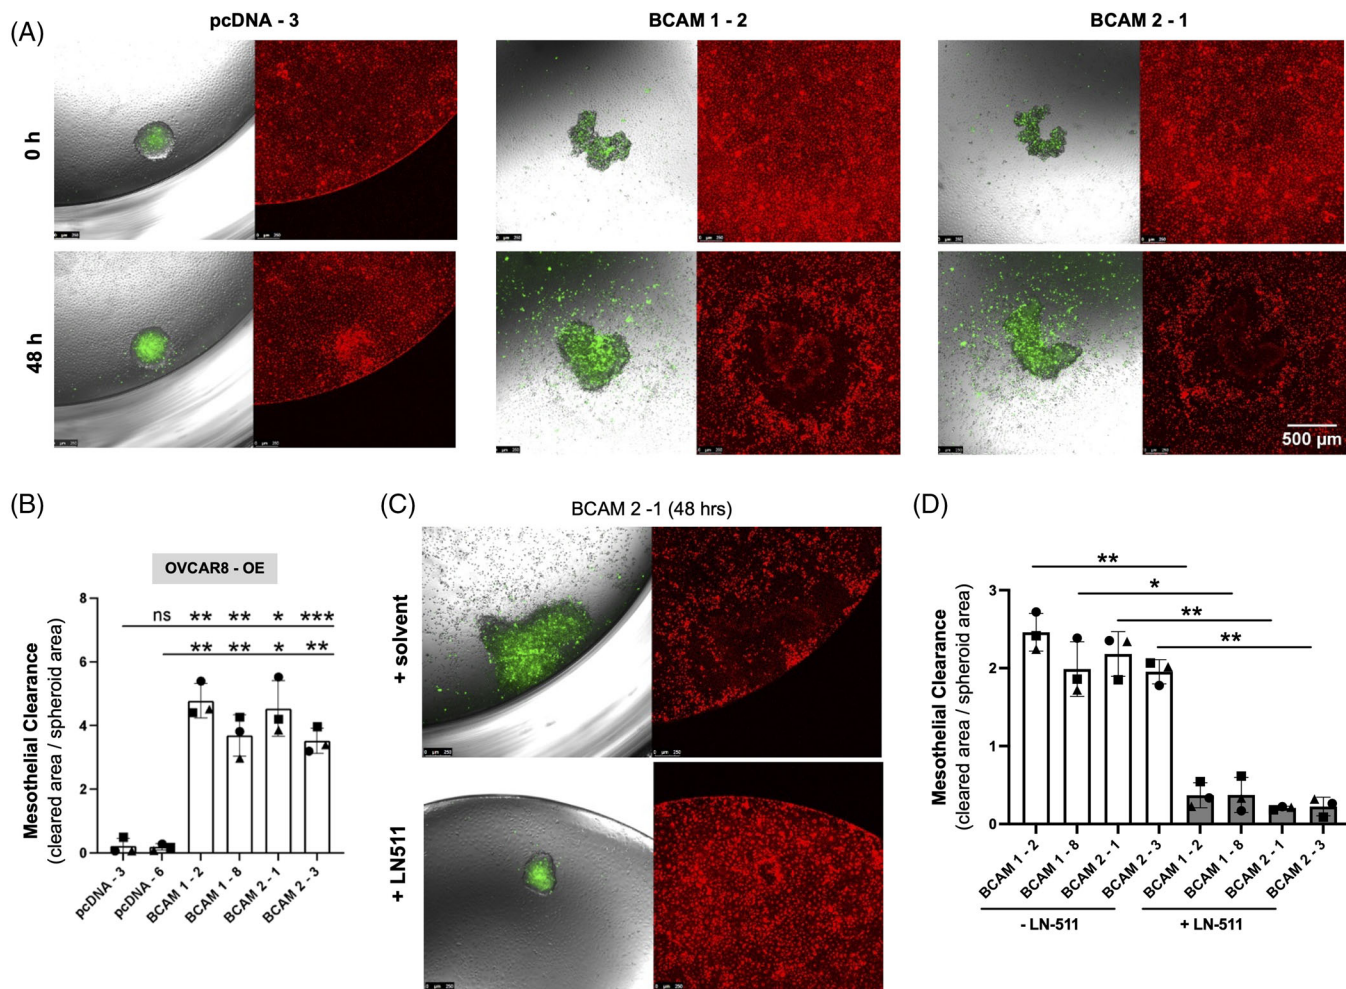 (A)
pcDNA - 3
BCAM 1 - 2
BCAM 2 - 1
0 h
48 h
500 μm
(B)
OVCAR8 - OE
Mesothelial Clearance
(cleared area / spheroid area)
8
6
4
2
0
ns ** ** * ***
** ** * **
pcDNA - 3
pcDNA - 6
BCAM 1 - 2
BCAM 1 - 8
BCAM 2 - 1
BCAM 2 - 3
(C)
BCAM 2 -1 (48 hrs)
+ solvent
+ LN511
(D)
Mesothelial Clearance
(cleared area / spheroid area)
3
2
1
0
**
*
**
**
BCAM 1 - 2
BCAM 1 - 8
BCAM 2 - 1
BCAM 2 - 3
BCAM 1 - 2
BCAM 1 - 8
BCAM 2 - 1
BCAM 2 - 3
- LN-511
+ LN-511